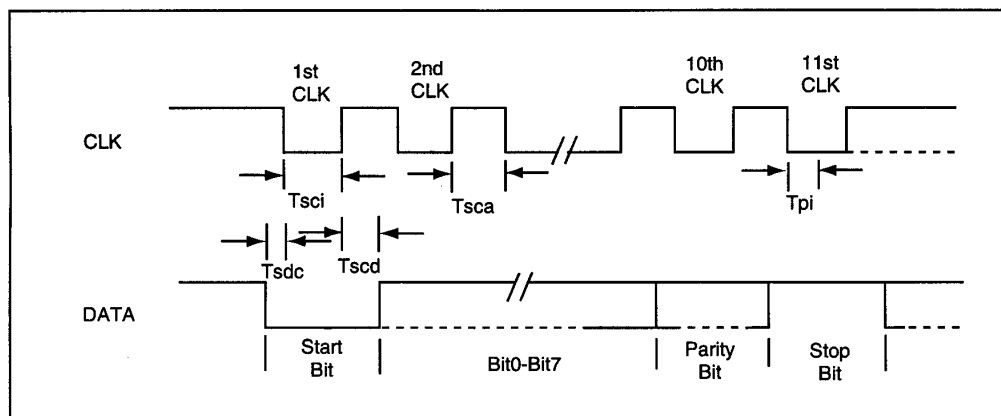 1st
CLK
2nd
CLK
10th
CLK
11st
CLK
CLK
Tsci
Tsca
Tpi
Tsdc
Tscd
DATA
Start
Bit
Bit0-Bit7
Parity
Bit
Stop
Bit